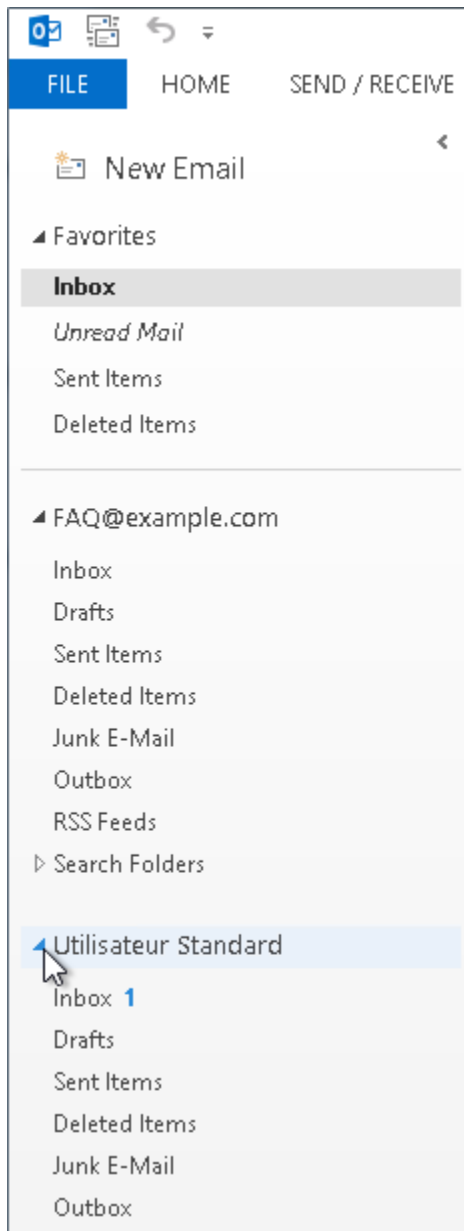 FILE HOME SEND / RECEIVE
New Email
Favorites
Inbox
Unread Mail
Sent Items
Deleted Items
FAQ@example.com
Inbox
Drafts
Sent Items
Deleted Items
Junk E-Mail
Outbox
RSS Feeds
Search Folders
Utilisateur Standard
Inbox 1
Drafts
Sent Items
Deleted Items
Junk E-Mail
Outbox